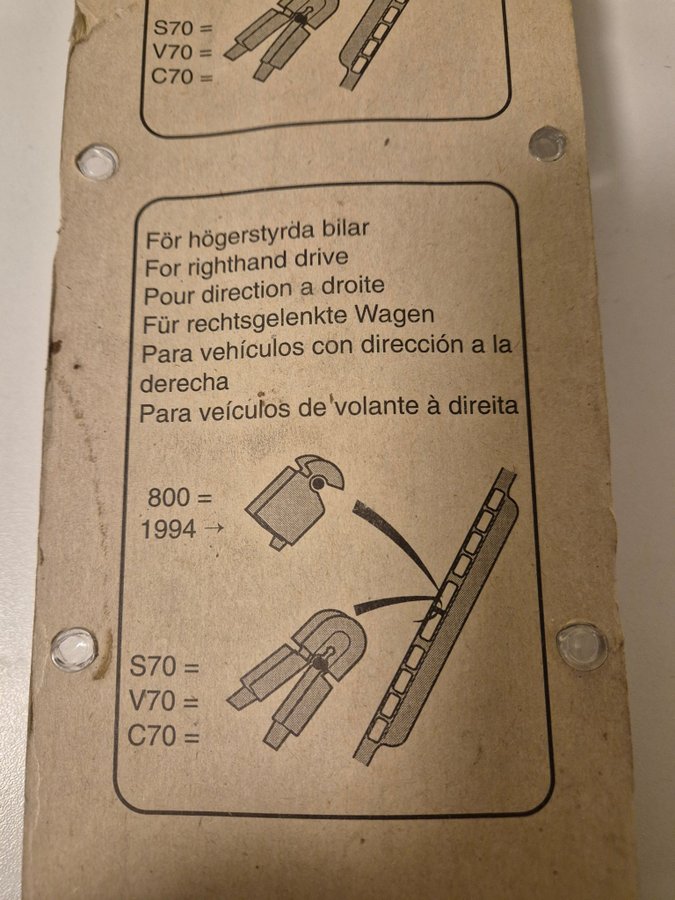 S70 =
V70 =
C70 =
För högerstyrda bilar
For righthand drive
Pour direction a droite
Für rechtsgelenkte Wagen
Para vehículos con dirección a la
derecha
Para veículos de volante à direita
800 =
1994 →
S70 =
V70 =
C70 =